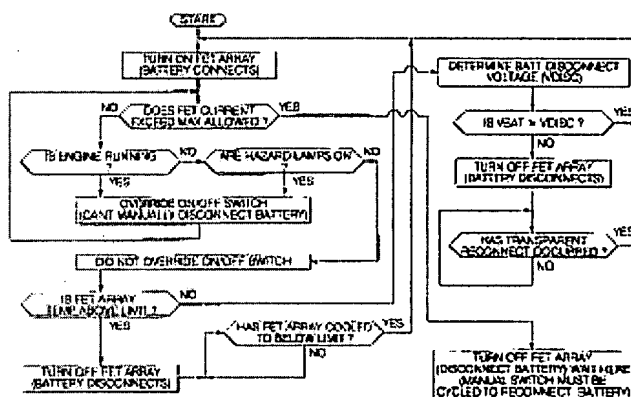 START
TURN ON FET ARRAY
(BATTERY CONNECTS)
DOES FET CURRENT
EXCEED MAX ALLOWED ?
NO
YES
IS ENGINE RUNNING
?
NO
YES
ARE HAZARD LAMPS ON
?
NO
YES
OVERRIDE ON/OFF SWITCH
(CANT MANUALLY DISCONNECT BATTERY)
DO NOT OVERRIDE ON/OFF SWITCH
IS FET ARRAY
TEMP ABOVE LIMIT ?
NO
YES
TURN OFF FET ARRAY
(BATTERY DISCONNECTS)
HAS FET ARRAY COOLED
TO BELOW LIMIT ?
YES
NO
DETERMINE BATT DISCONNECT
VOLTAGE (VDISC)
IS VBAT > VDISC ?
YES
NO
TURN OFF FET ARRAY
(BATTERY DISCONNECTS)
HAS TRANSPARENT
RECONNECT OCCURRED ?
YES
NO
TURN OFF FET ARRAY
(DISCONNECT BATTERY) WAIT HERE
(MANUAL SWITCH MUST BE
CYCLED TO RECONNECT BATTERY)